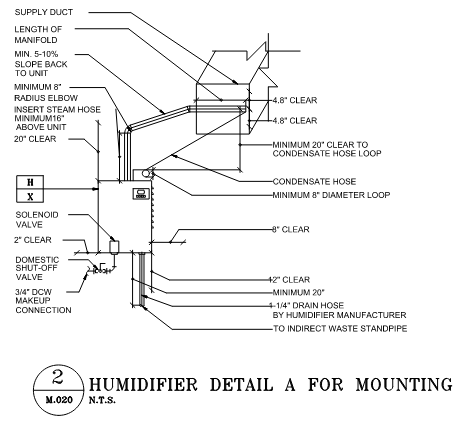 SUPPLY DUCT
LENGTH OF
MANIFOLD
MIN. 5-10%
SLOPE BACK
TO UNIT
MINIMUM 8"
RADIUS ELBOW
INSERT STEAM HOSE
MINIMUM16"
ABOVE UNIT
20" CLEAR
H
X
SOLENOID
VALVE
2" CLEAR
DOMESTIC
SHUT-OFF
VALVE
3/4" DCW
MAKEUP
CONNECTION
4.8" CLEAR
4.8" CLEAR
MINIMUM 20" CLEAR TO
CONDENSATE HOSE LOOP
CONDENSATE HOSE
MINIMUM 8" DIAMETER LOOP
8" CLEAR
12" CLEAR
MINIMUM 20"
1-1/4" DRAIN HOSE
BY HUMIDIFIER MANUFACTURER
TO INDIRECT WASTE STANDPIPE
2
M.020
HUMIDIFIER DETAIL A FOR MOUNTING
N.T.S.